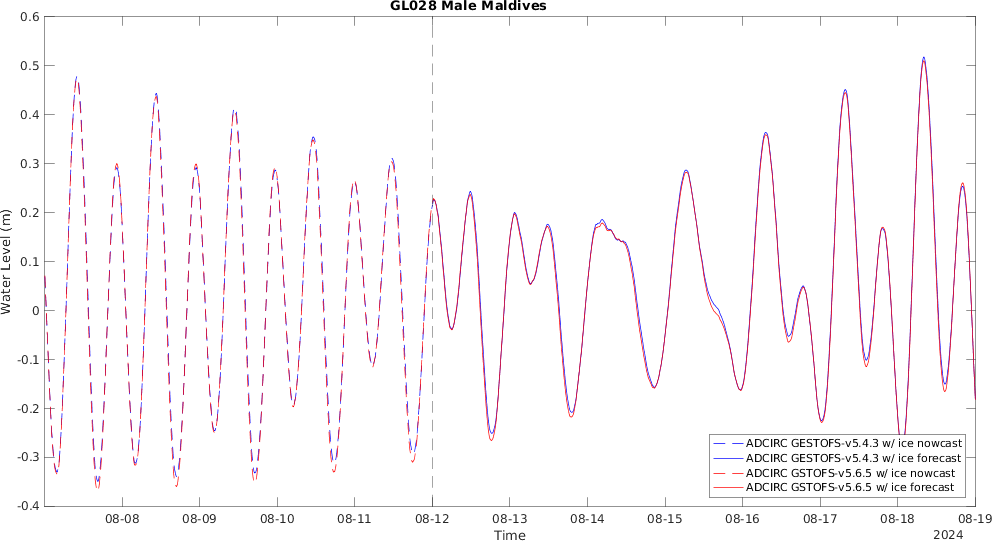 GL028 Male Maldives
0.6
0.5
0.4
0.3
0.2
0.1
0
-0.1
-0.2
-0.3
-0.4
Water Level (m)
ADCIRC GESTOFS-v5.4.3 w/ ice nowcast
ADCIRC GESTOFS-v5.4.3 w/ ice forecast
ADCIRC GSTOFS-v5.6.5 w/ ice nowcast
ADCIRC GSTOFS-v5.6.5 w/ ice forecast
08-08 08-09 08-10 08-11 08-12 08-13 08-14 08-15 08-16 08-17 08-18 08-19
Time
2024